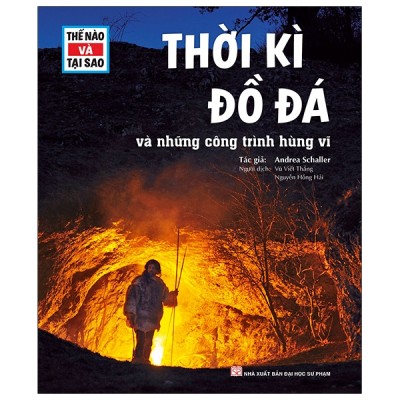 THẾ NÀO
VÀ
TẠI SAO
THỜI KÌ
ĐỒ ĐÁ
và những công trình hùng vĩ
Tác giả: Andrea Schaller
Người dịch: Vũ Viết Thắng
Nguyễn Hồng Hải
NHÀ XUẤT BẢN ĐẠI HỌC SƯ PHẠM